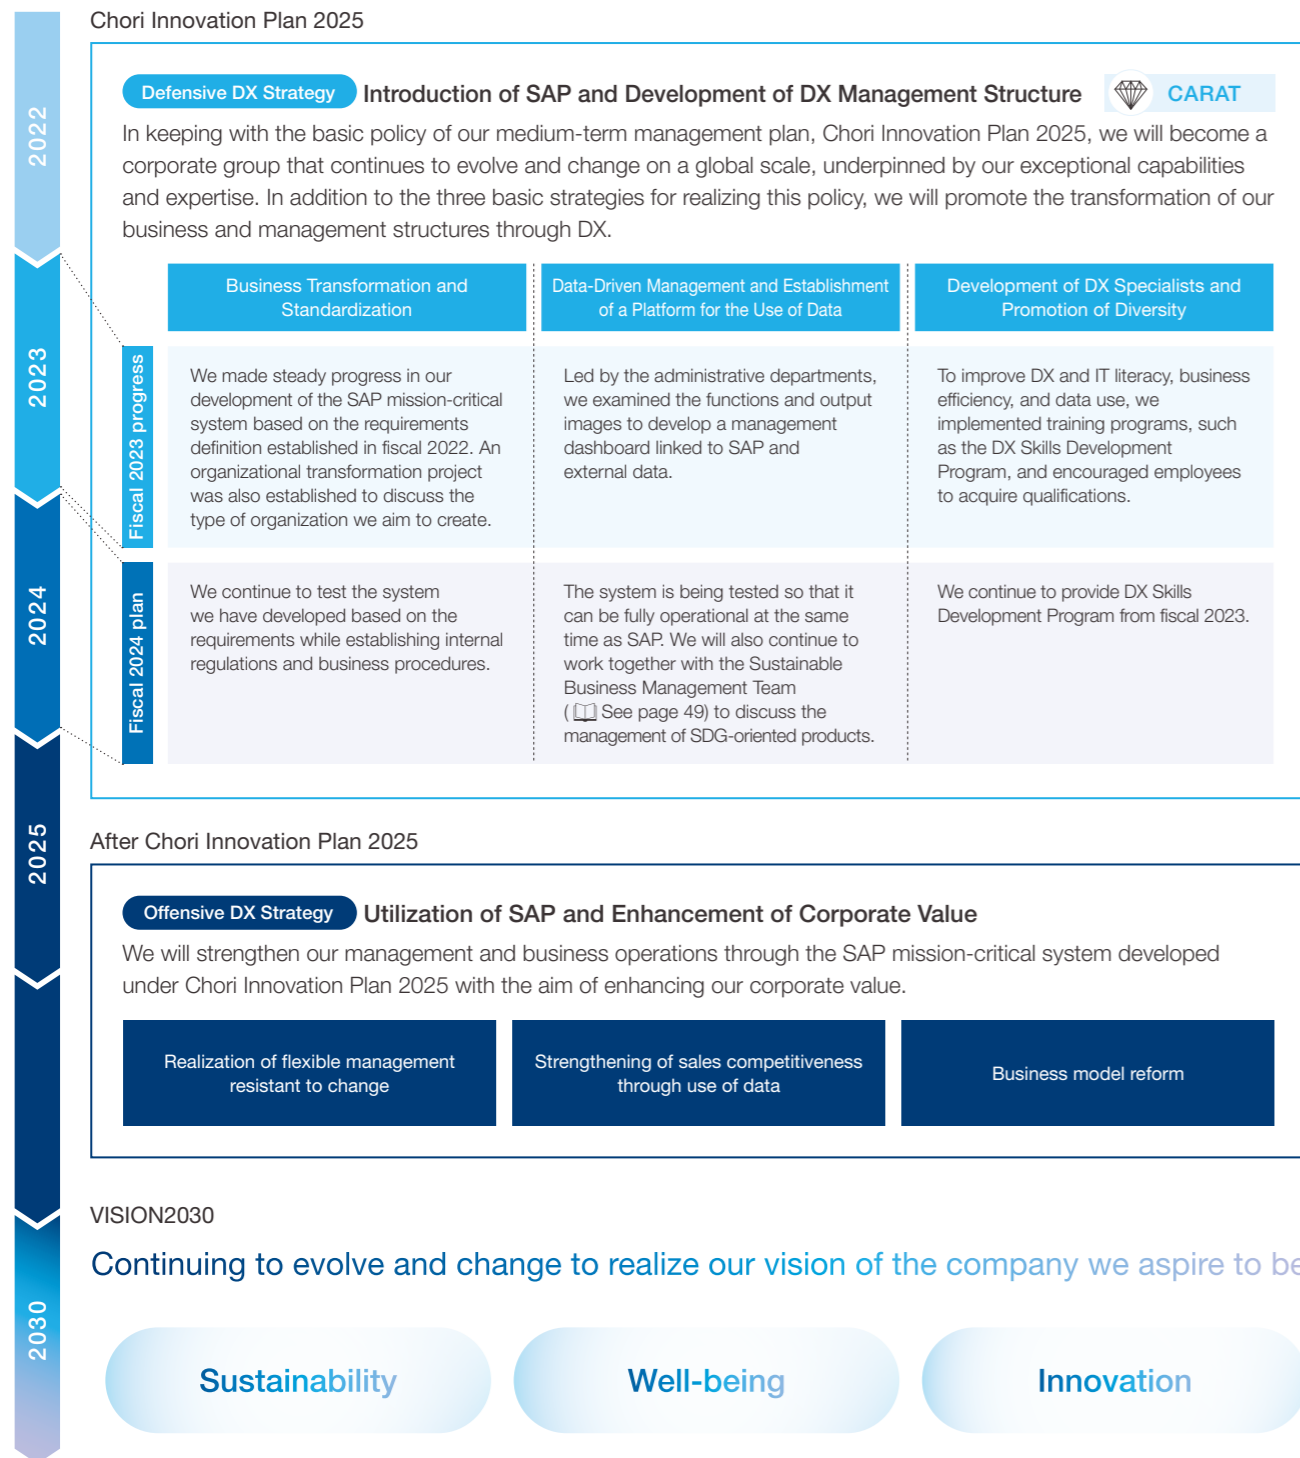 Chori Innovation Plan 2025
2022
Defensive DX Strategy Introduction of SAP and Development of DX Management Structure CARAT
In keeping with the basic policy of our medium-term management plan, Chori Innovation Plan 2025, we will become a
corporate group that continues to evolve and change on a global scale, underpinned by our exceptional capabilities
and expertise. In addition to the three basic strategies for realizing this policy, we will promote the transformation of our
business and management structures through DX.
Business Transformation and
Standardization
Data-Driven Management and Establishment
of a Platform for the Use of Data
Development of DX Specialists and
Promotion of Diversity
2023
Fiscal 2023 progress
We made steady progress in our
development of the SAP mission-critical
system based on the requirements
definition established in fiscal 2022. An
organizational transformation project
was also established to discuss the
type of organization we aim to create.
Led by the administrative departments,
we examined the functions and output
images to develop a management
dashboard linked to SAP and
external data.
To improve DX and IT literacy, business
efficiency, and data use, we
implemented training programs, such
as the DX Skills Development
Program, and encouraged employees
to acquire qualifications.
2024
Fiscal 2024 plan
We continue to test the system
we have developed based on the
requirements while establishing internal
regulations and business procedures.
The system is being tested so that it
can be fully operational at the same
time as SAP. We will also continue to
work together with the Sustainable
Business Management Team
( See page 49) to discuss the
management of SDG-oriented products.
We continue to provide DX Skills
Development Program from fiscal 2023.
2025
After Chori Innovation Plan 2025
Offensive DX Strategy Utilization of SAP and Enhancement of Corporate Value
We will strengthen our management and business operations through the SAP mission-critical system developed
under Chori Innovation Plan 2025 with the aim of enhancing our corporate value.
Realization of flexible management
resistant to change
Strengthening of sales competitiveness
through use of data
Business model reform
VISION2030
Continuing to evolve and change to realize our vision of the company we aspire to be
2030
Sustainability
Well-being
Innovation